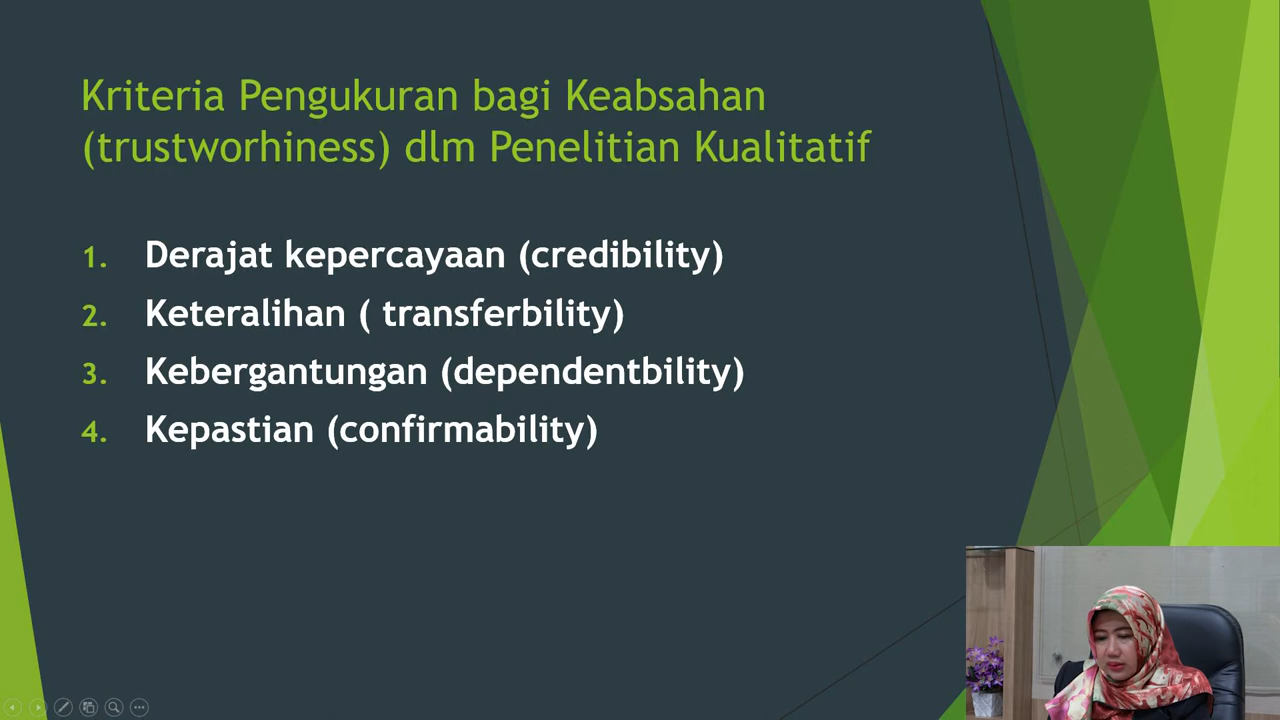 Kriteria Pengukuran bagi Keabsahan
(trustworhiness) dlm Penelitian Kualitatif
1. Derajat kepercayaan (credibility)
2. Keteralihan ( transferbility)
3. Kebergantungan (dependentbility)
4. Kepastian (confirmability)